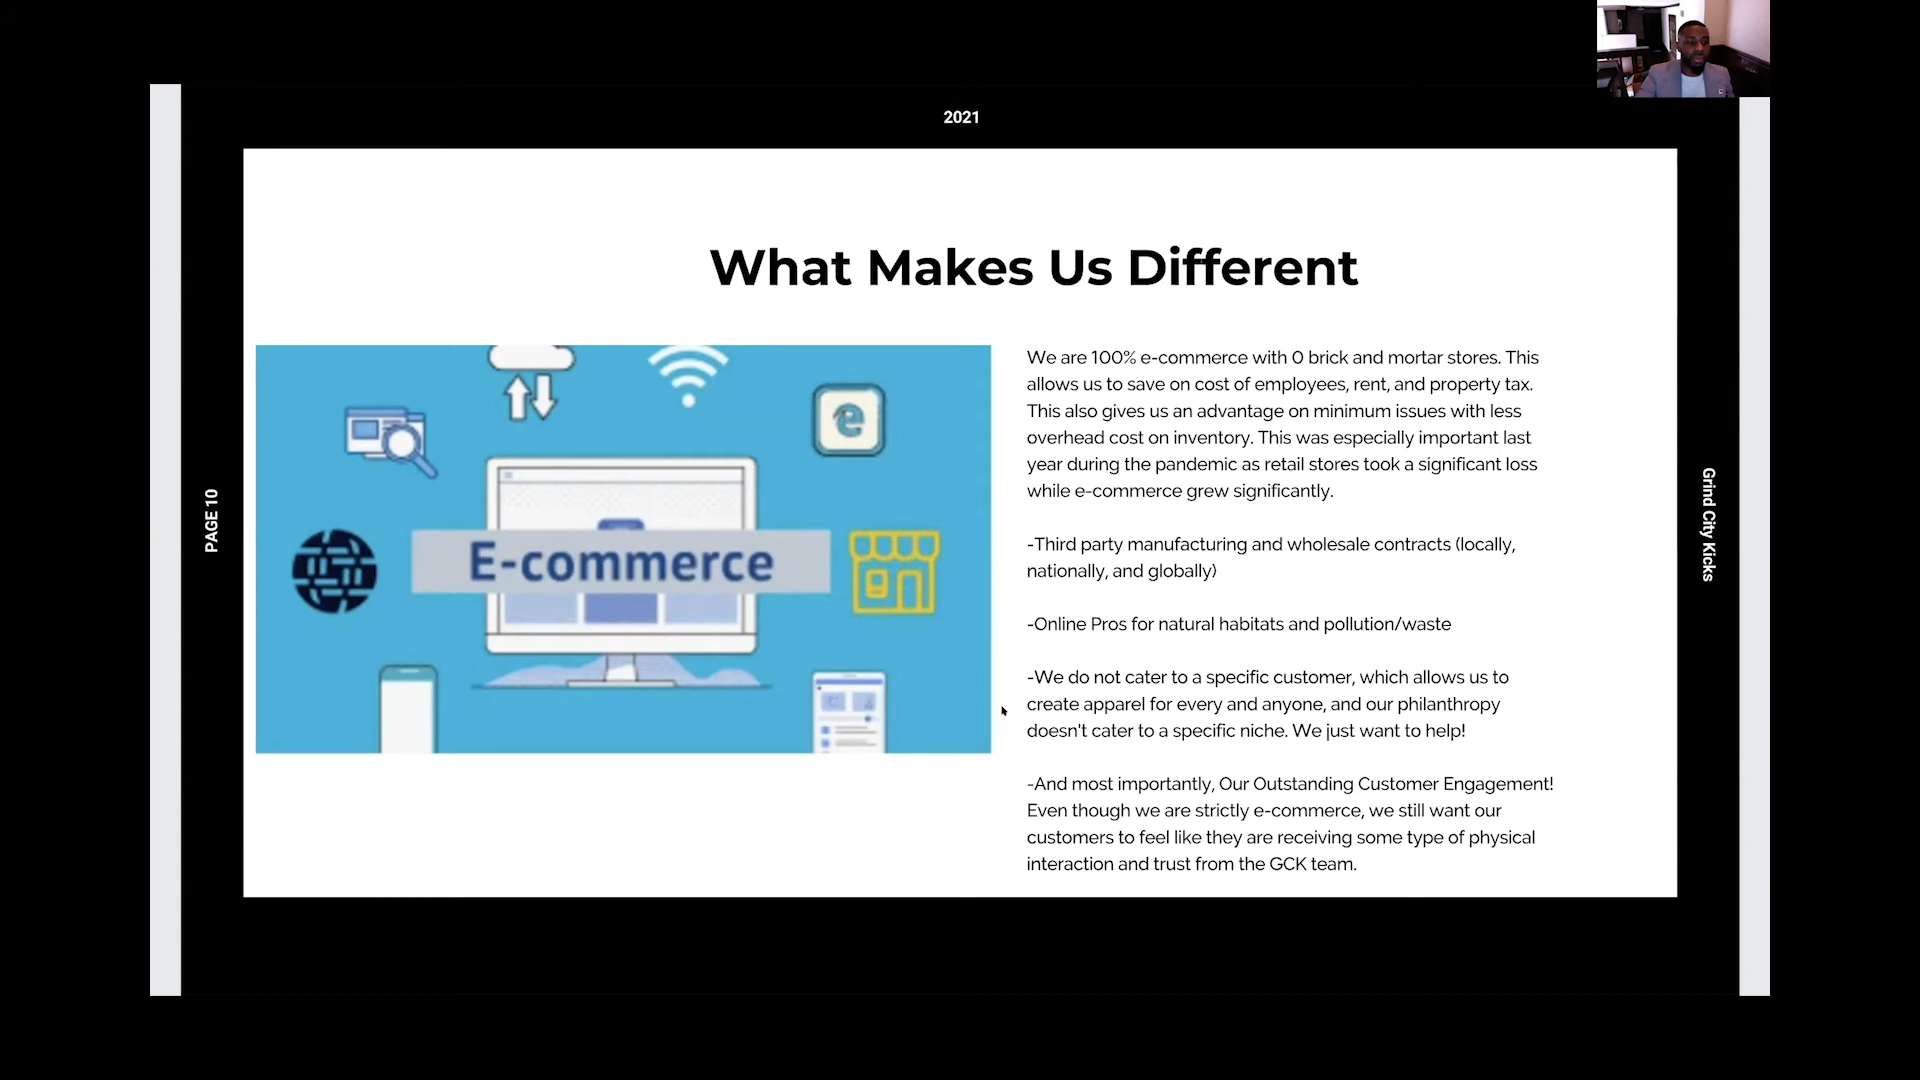 2021
What Makes Us Different
We are 100% e-commerce with 0 brick and mortar stores. This
allows us to save on cost of employees, rent, and property tax.
This also gives us an advantage on minimum issues with less
overhead cost on inventory. This was especially important last
year during the pandemic as retail stores took a significant loss
while e-commerce grew significantly.
-Third party manufacturing and wholesale contracts (locally,
nationally, and globally)
-Online Pros for natural habitats and pollution/waste
-We do not cater to a specific customer, which allows us to
create apparel for every and anyone, and our philanthropy
doesn't cater to a specific niche. We just want to help!
-And most importantly, Our Outstanding Customer Engagement!
Even though we are strictly e-commerce, we still want our
customers to feel like they are receiving some type of physical
interaction and trust from the GCK team.
E-commerce
PAGE 10
Grind City Kicks